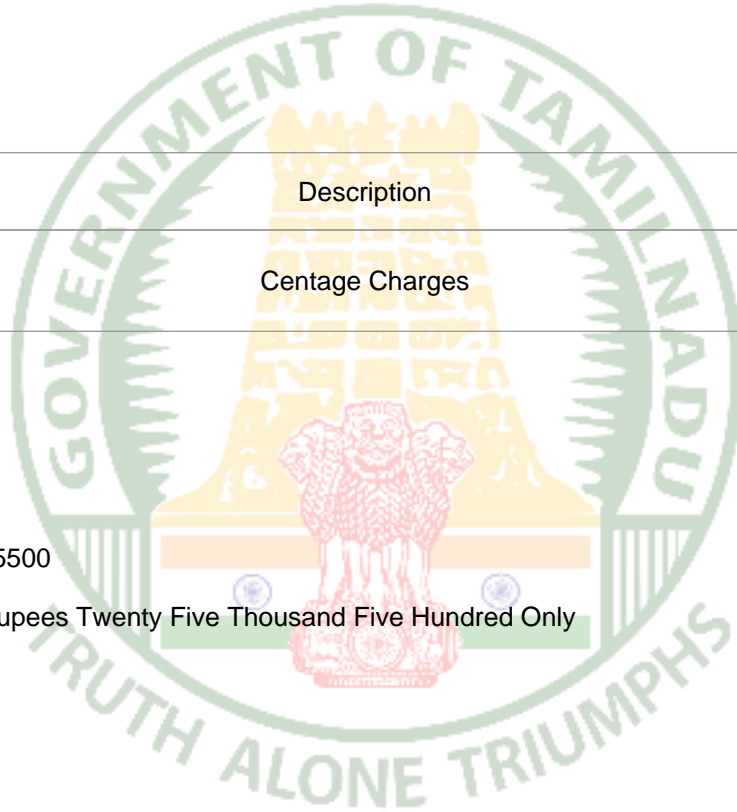 GOVERNMENT OF TAMILNADU
Description
Centage Charges
5500
upees Twenty Five Thousand Five Hundred Only
TRUTH ALONE TRIUMPHS